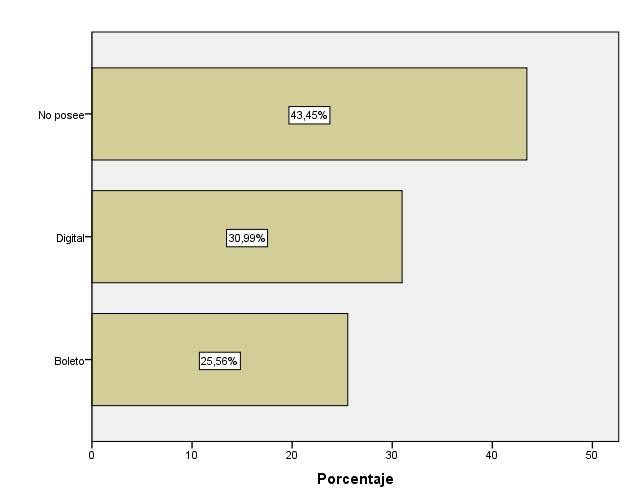 No posee
43,45%
Digital
30,99%
Boleto
25,56%
0 10 20 30 40 50
Porcentaje